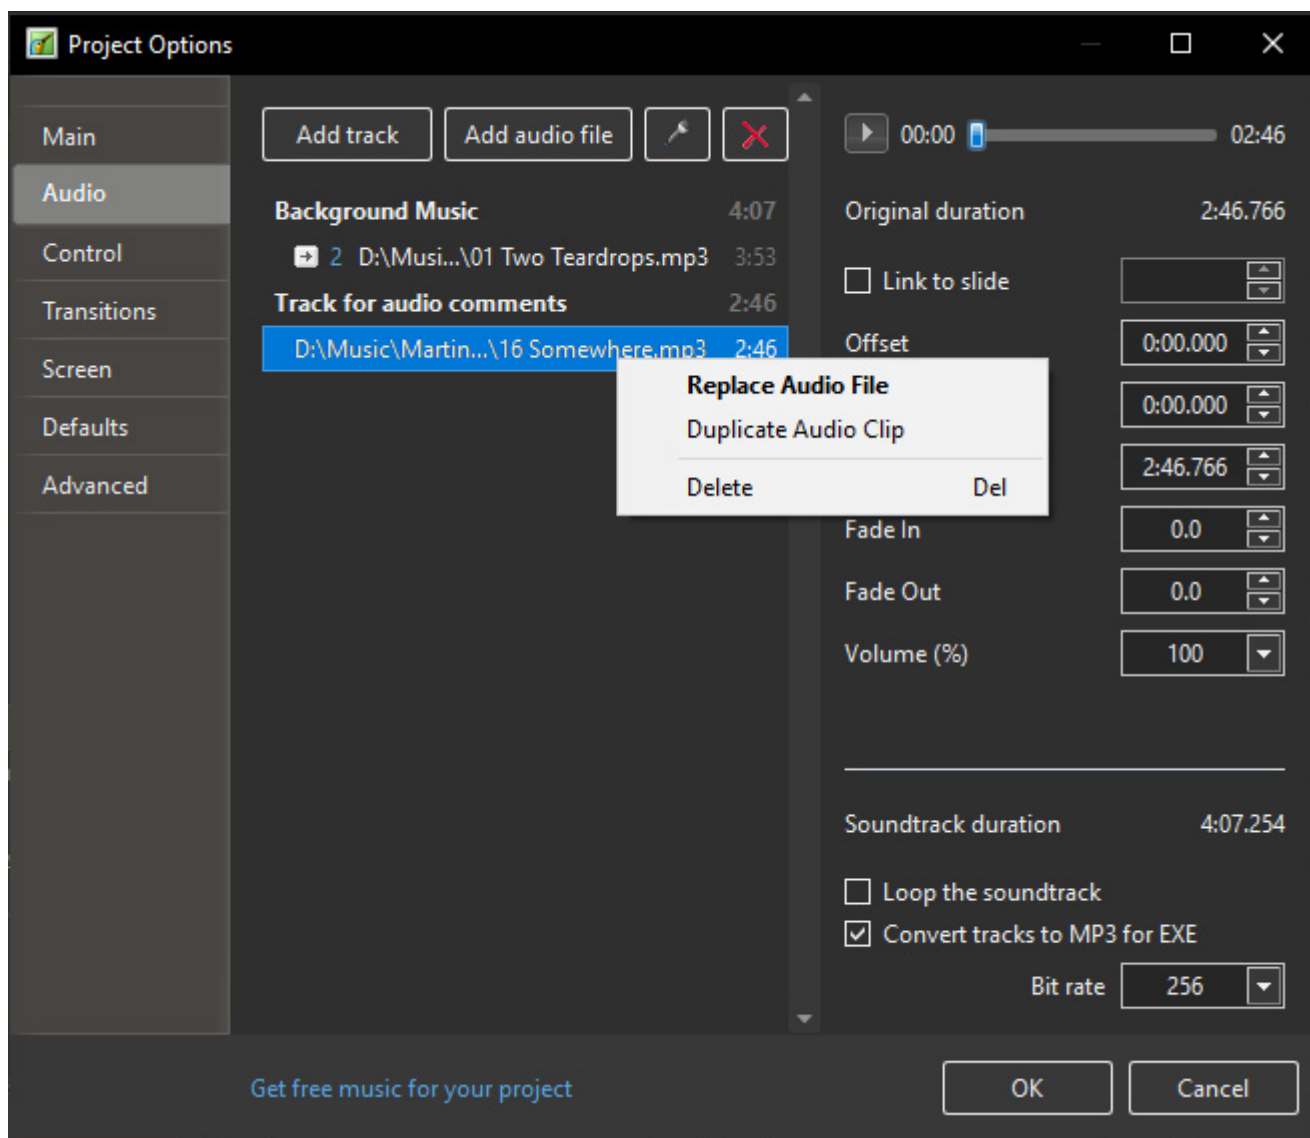 Project Options
Main
Audio
Control
Transitions
Screen
Defaults
Advanced
Add track Add audio file
Background Music 4:07
2 D:\Musi...\01 Two Teardrops.mp3 3:53
Track for audio comments 2:46
D:\Music\Martin...\16 Somewhere.mp3 2:46
Replace Audio File
Duplicate Audio Clip
Delete Del
00:00 02:46
Original duration 2:46.766
Link to slide
Offset 0:00.000
0:00.000
2:46.766
Fade In 0.0
Fade Out 0.0
Volume (%) 100
Soundtrack duration 4:07.254
Loop the soundtrack
Convert tracks to MP3 for EXE
Bit rate 256
Get free music for your project
OK Cancel